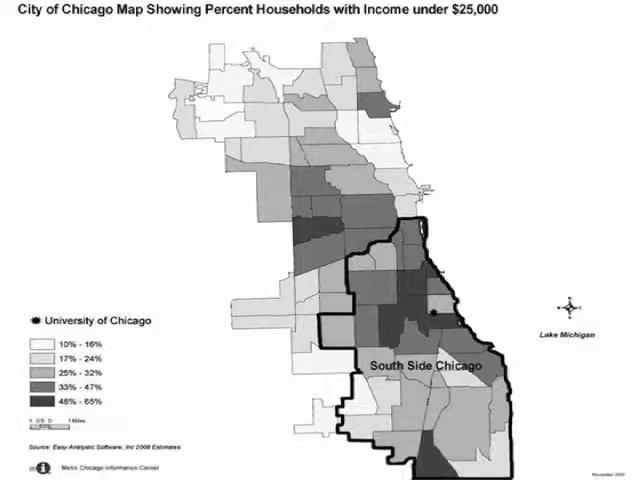 City of Chicago Map Showing Percent Households with Income under $25,000
University of Chicago
10% - 16%
17% - 24%
25% - 32%
33% - 47%
48% - 65%
Lake Michigan
South Side Chicago
Source: Easy Analytic Software, Inc 2008 Estimates
Metro Chicago Information Center